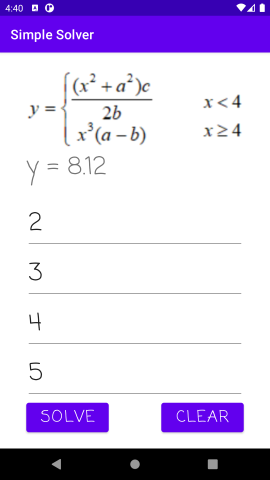 4:40
Simple Solver
y = { (x² + a²)c / 2b    x < 4
x³(a – b)    x ≥ 4
y = 8.12
2
3
4
5
SOLVE CLEAR